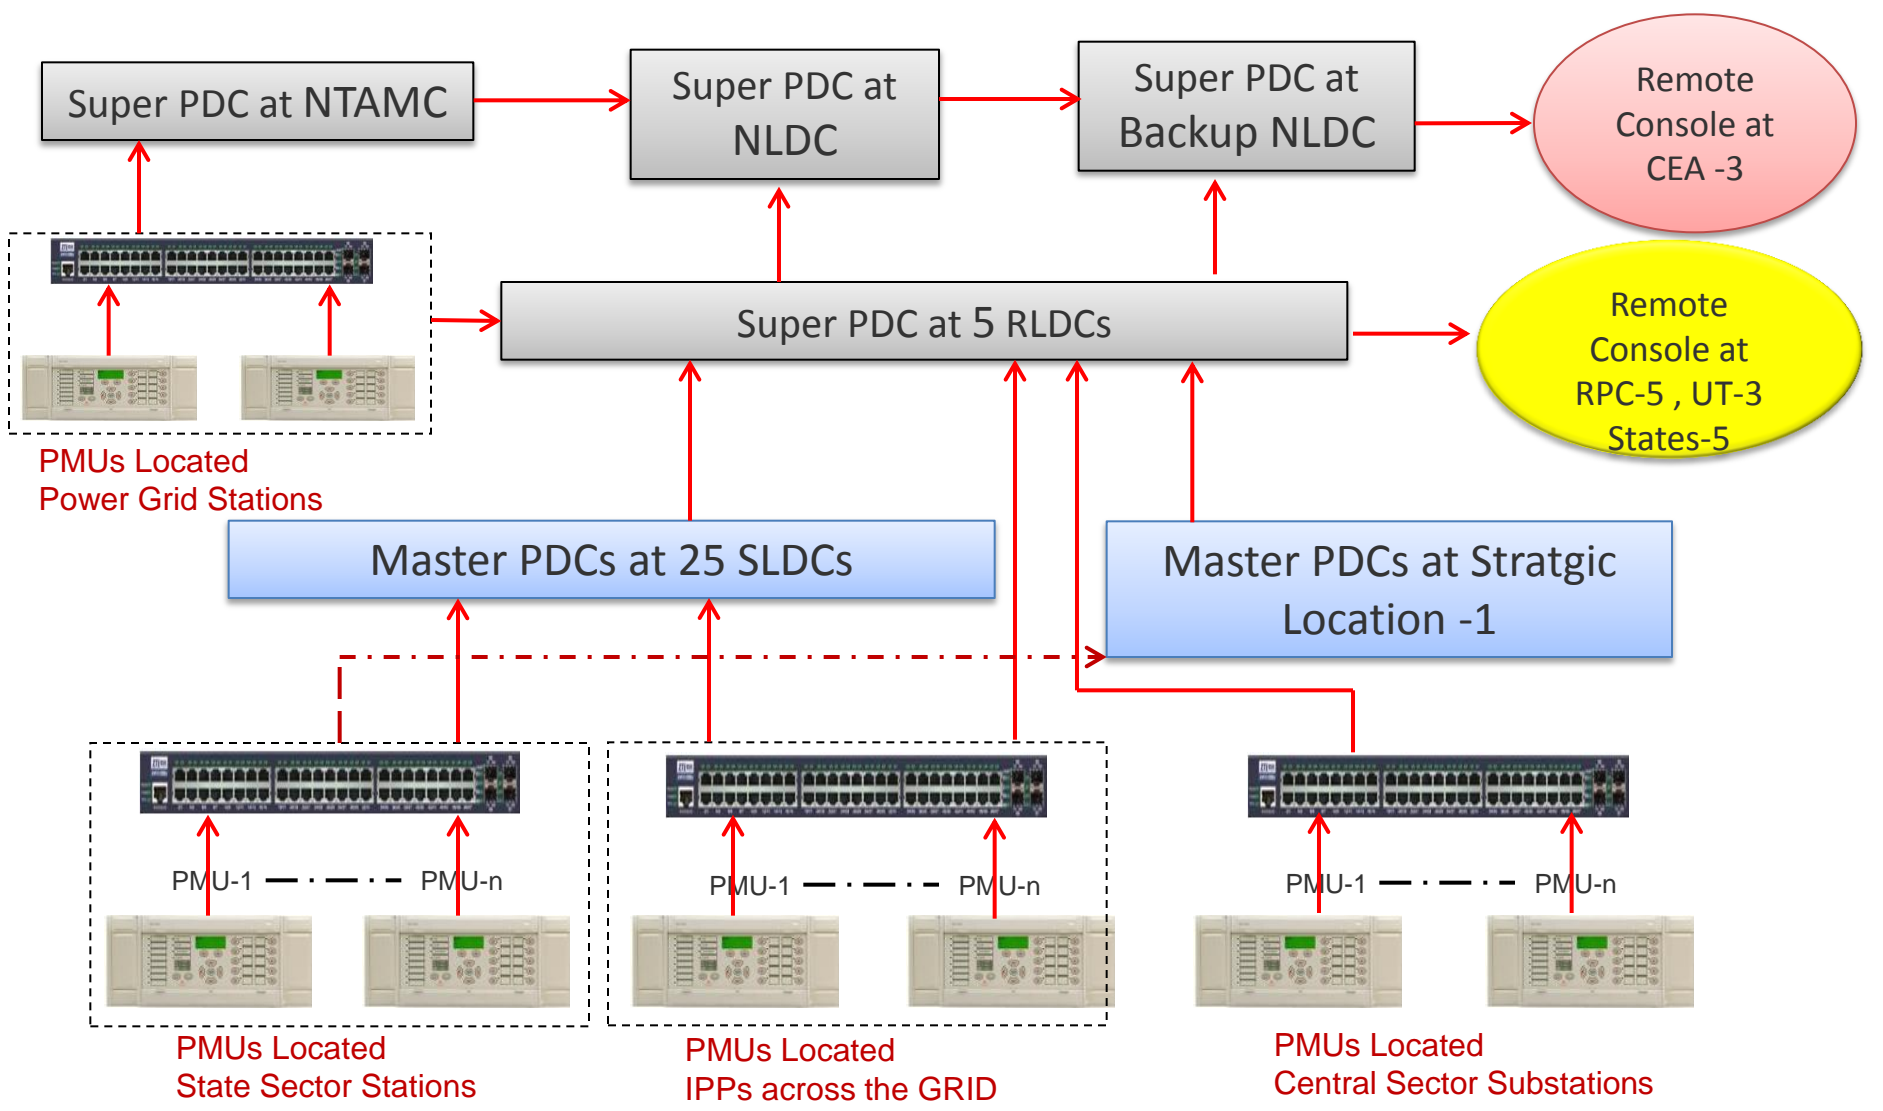 Super PDC at NTAMC
Super PDC at
NLDC
Super PDC at
Backup NLDC
Remote
Console at
CEA -3
Super PDC at 5 RLDCs
Remote
Console at
RPC-5 , UT-3
States-5
PMUs Located
Power Grid Stations
Master PDCs at 25 SLDCs
Master PDCs at Stratgic
Location -1
PMU-1
PMU-n
PMU-1
PMU-n
PMU-1
PMU-n
PMUs Located
State Sector Stations
PMUs Located
IPPs across the GRID
PMUs Located
Central Sector Substations